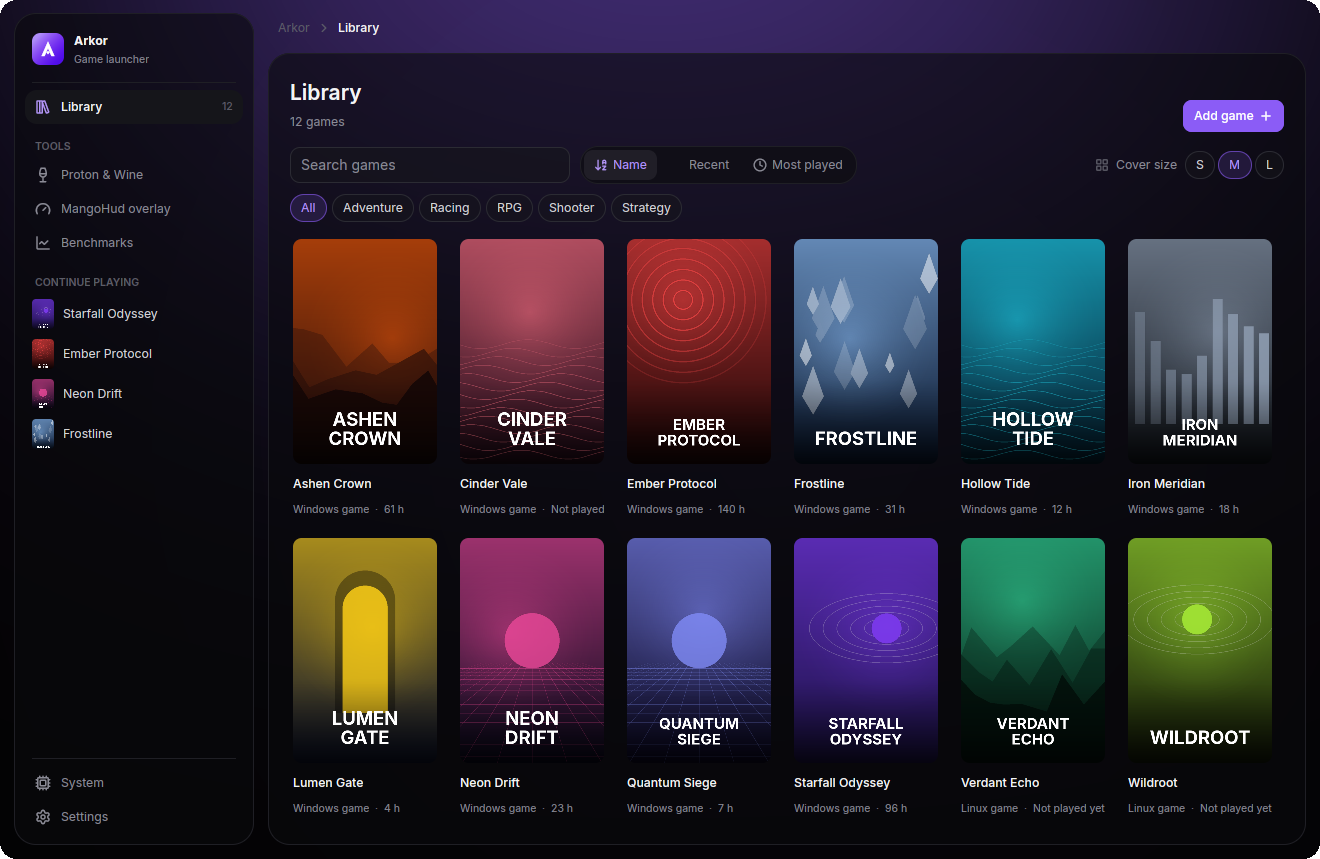 Arkor
Game launcher
Library 12
TOOLS
Proton & Wine
MangoHud overlay
Benchmarks
CONTINUE PLAYING
Starfall Odyssey
Ember Protocol
Neon Drift
Frostline
System
Settings
Arkor > Library
Library
12 games
Add game +
Search games
Name Recent Most played
Cover size S M L
All Adventure Racing RPG Shooter Strategy
ASHEN
CROWN
CINDER
VALE
EMBER
PROTOCOL
FROSTLINE
HOLLOW
TIDE
IRON
MERIDIAN
Ashen Crown
Windows game · 61 h
Cinder Vale
Windows game · Not played
Ember Protocol
Windows game · 140 h
Frostline
Windows game · 31 h
Hollow Tide
Windows game · 12 h
Iron Meridian
Windows game · 18 h
LUMEN
GATE
NEON
DRIFT
QUANTUM
SIEGE
STARFALL
ODYSSEY
VERDANT
ECHO
WILDROOT
Lumen Gate
Windows game · 4 h
Neon Drift
Windows game · 23 h
Quantum Siege
Windows game · 7 h
Starfall Odyssey
Windows game · 96 h
Verdant Echo
Linux game · Not played yet
Wildroot
Linux game · Not played yet